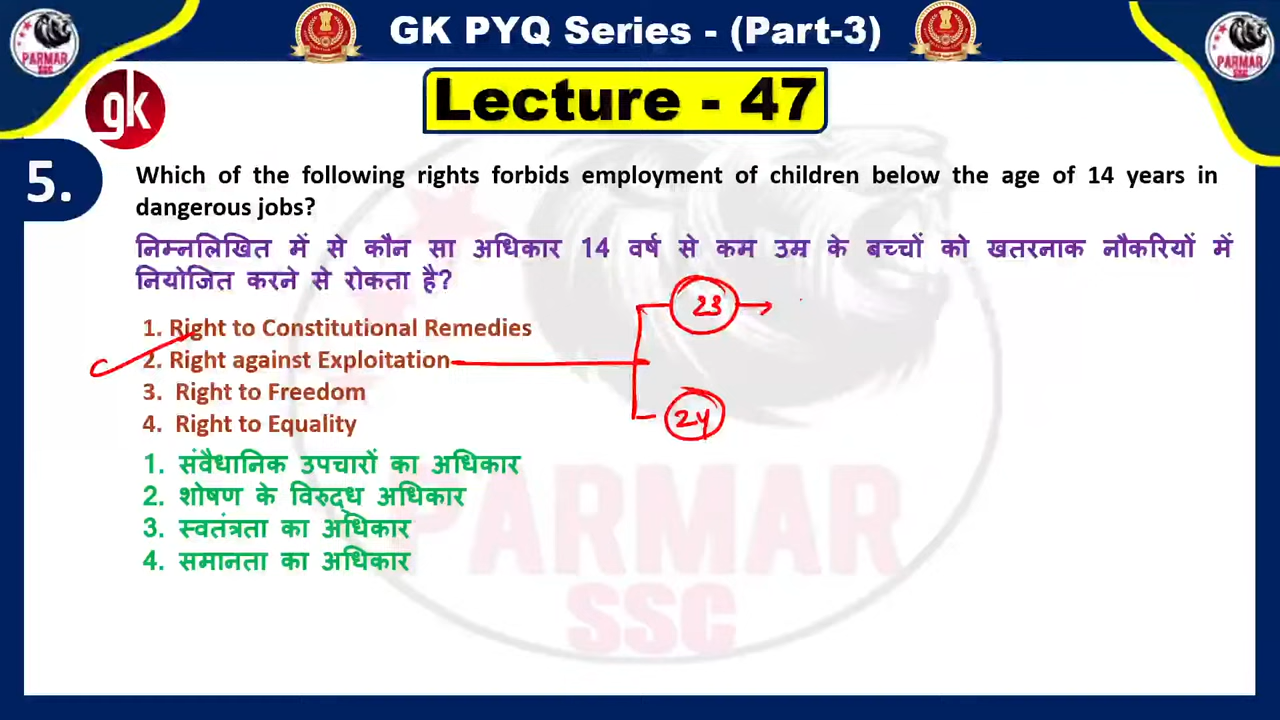 GK PYQ Series - (Part-3)
PARMAR
SSC
PARMAR
SSC
gk
Lecture - 47
5.
Which of the following rights forbids employment of children below the age of 14 years in
dangerous jobs?
निम्नलिखित में से कौन सा अधिकार 14 वर्ष से कम उम्र के बच्चों को खतरनाक नौकरियों में
नियोजित करने से रोकता है?
23
1. Right to Constitutional Remedies
2. Right against Exploitation
3. Right to Freedom
24
4. Right to Equality
1. संवैधानिक उपचारों का अधिकार
2. शोषण के विरुद्ध अधिकार
3. स्वतंत्रता का अधिकार
4. समानता का अधिकार
PARMAR
SSC